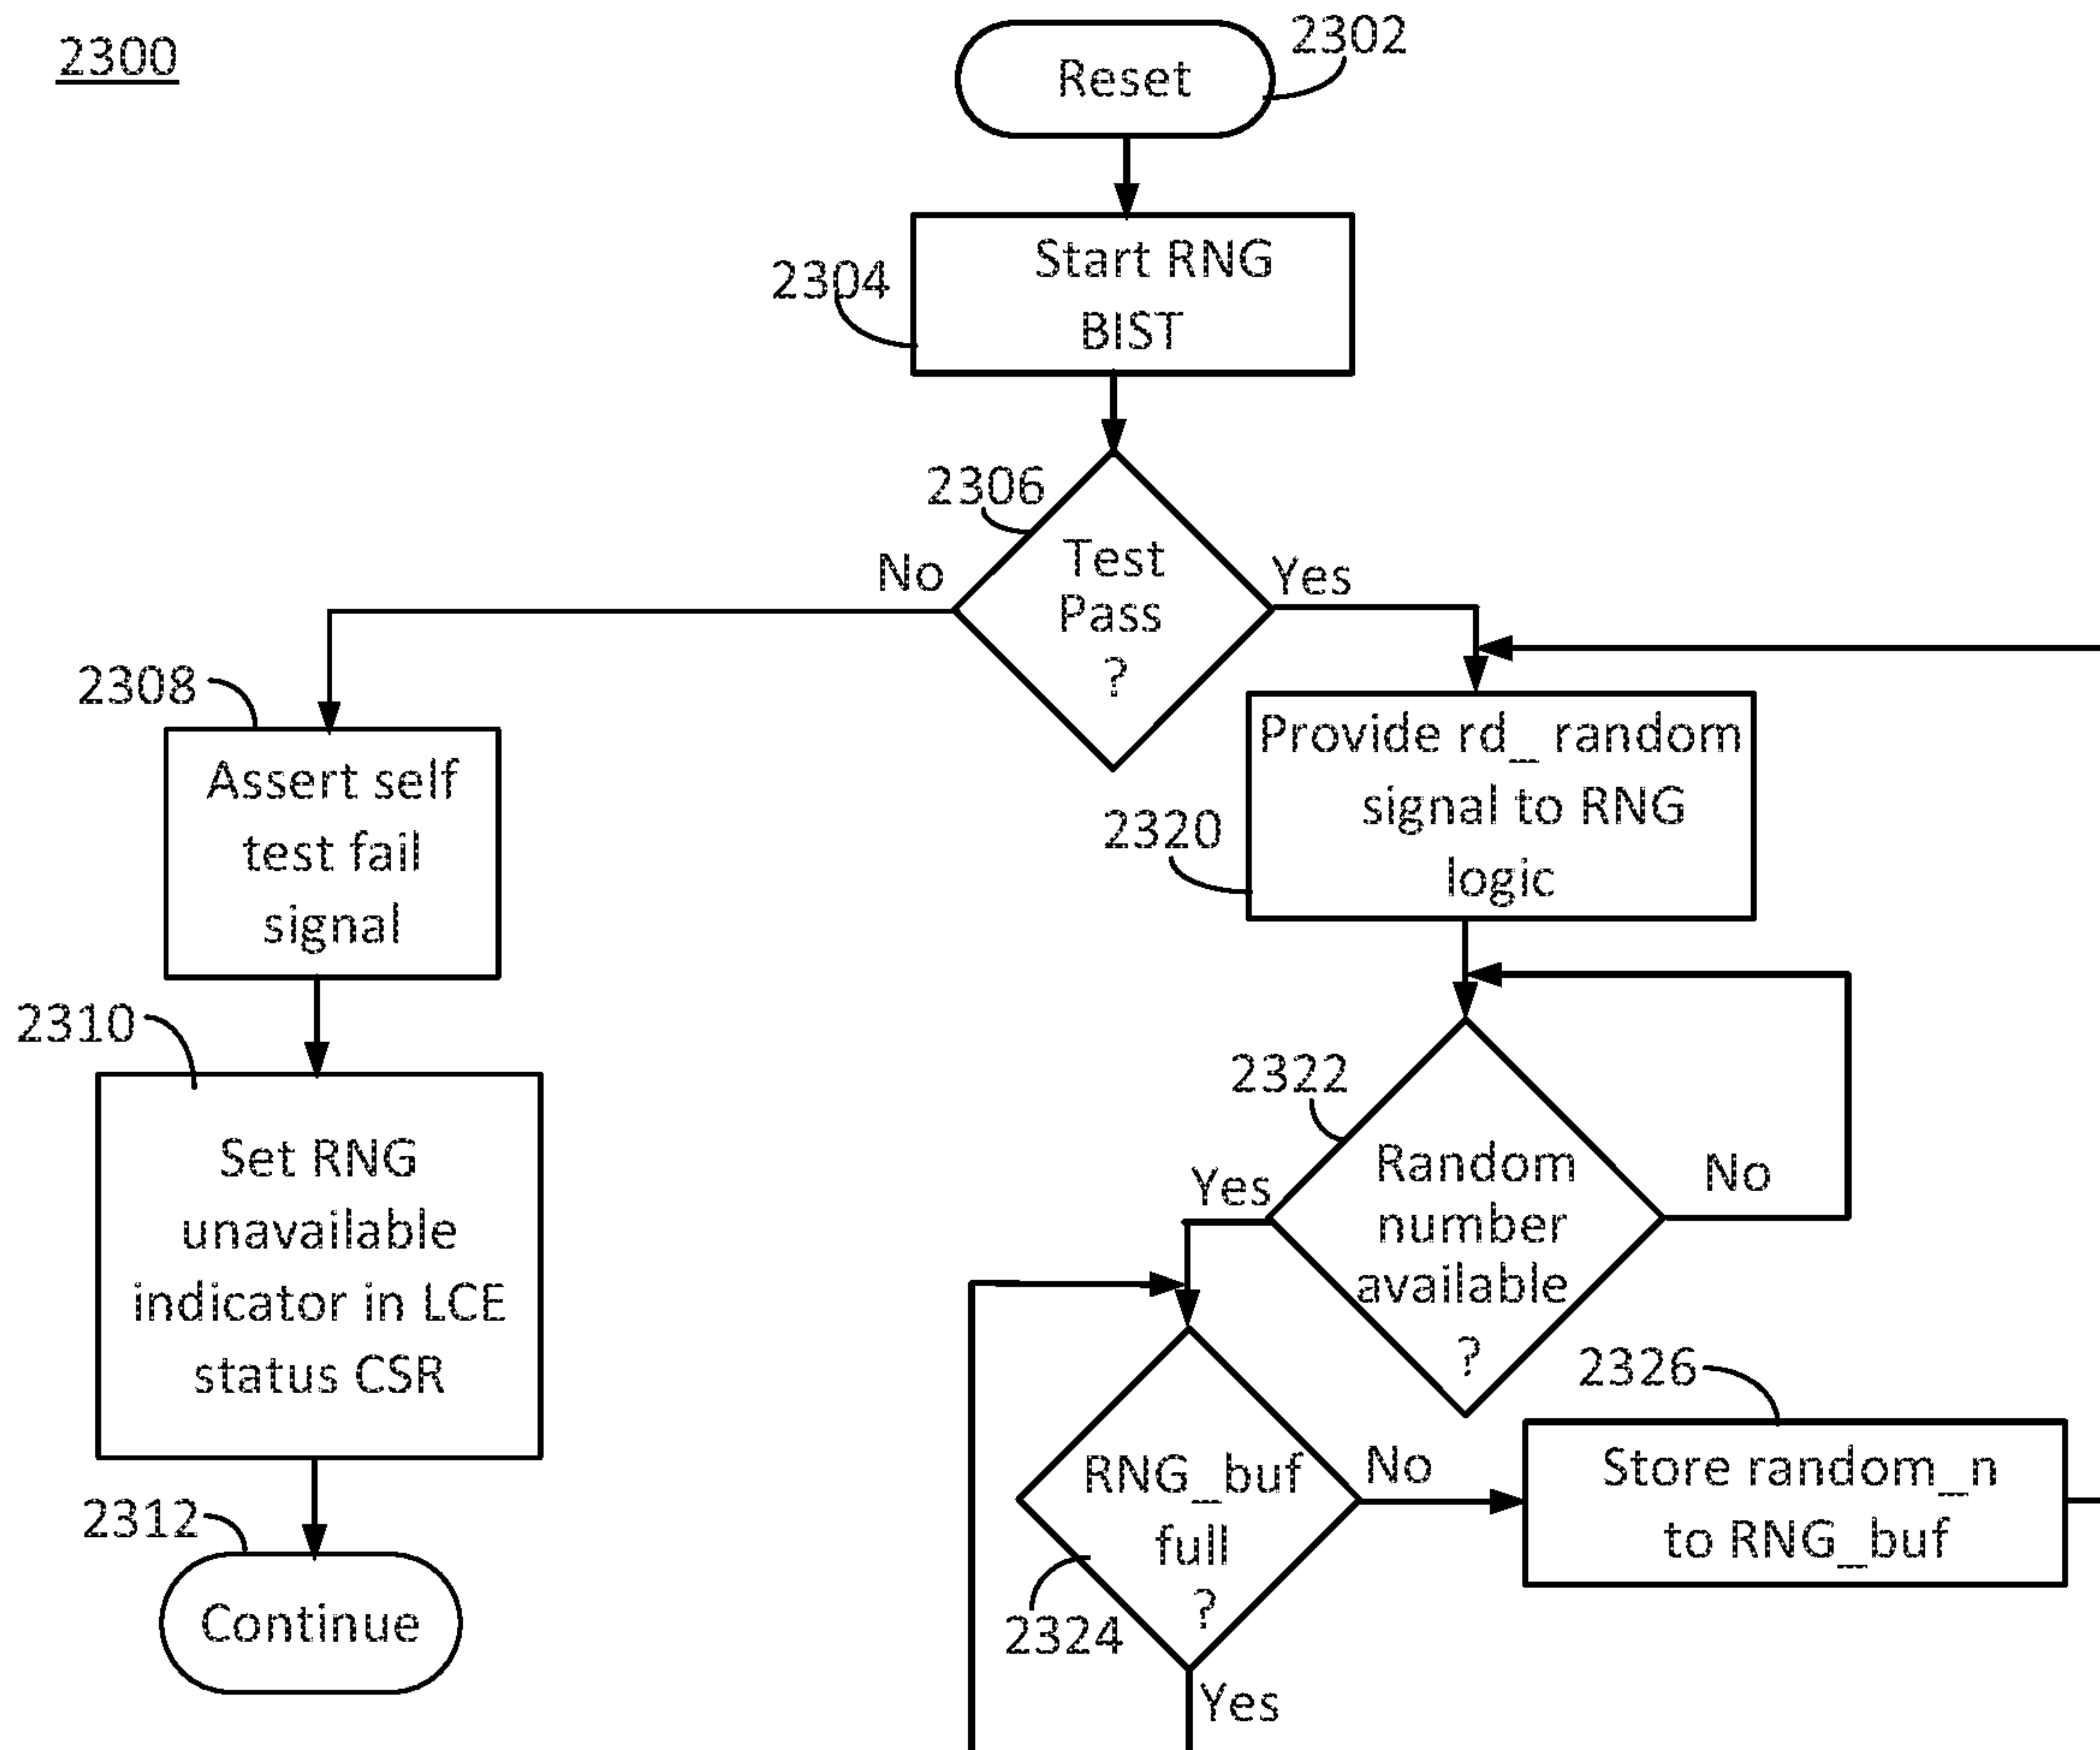 2300
Reset
2302
Start RNG
BIST
2304
2306
Test
Pass
?
No
Yes
2308
Assert self
test fail
signal
2310
Set RNG
unavailable
indicator in LCE
status CSR
2312
Continue
Provide rd_ random
signal to RNG
logic
2320
2322
Random
number
available
?
Yes
No
RNG_buf
full
?
2324
No
Yes
2326
Store random_n
to RNG_buf